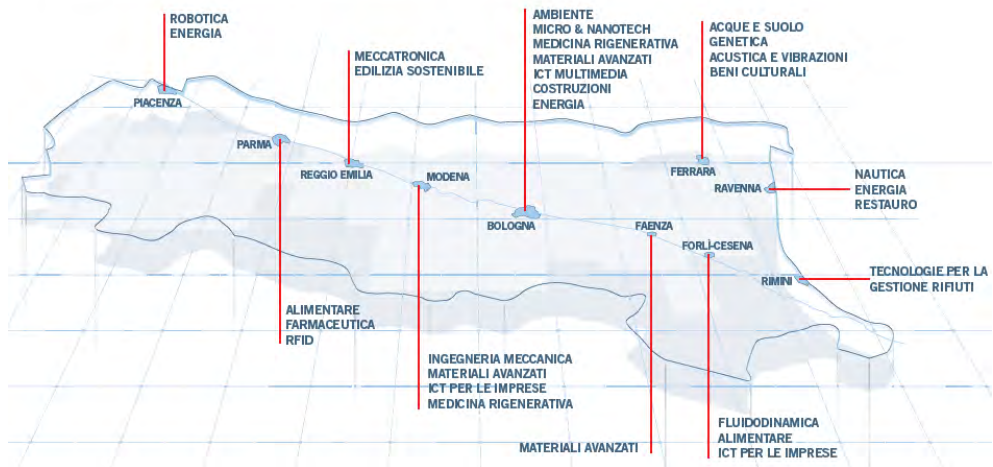 ROBOTICA
ENERGIA
PIACENZA
MECCATRONICA
EDILIZIA SOSTENIBILE
AMBIENTE
MICRO & NANOTECH
MEDICINA RIGENERATIVA
MATERIALI AVANZATI
ICT MULTIMEDIA
COSTRUZIONI
ENERGIA
ACQUE E SUOLO
GENETICA
ACUSTICA E VIBRAZIONI
BENI CULTURALI
PARMA
REGGIO EMILIA
MODENA
BOLOGNA
FERRARA
RAVENNA
NAUTICA
ENERGIA
RESTAURO
FAENZA
FORLÌ-CESENA
RIMINI
TECNOLOGIE PER LA
GESTIONE RIFIUTI
ALIMENTARE
FARMACEUTICA
RFID
INGEGNERIA MECCANICA
MATERIALI AVANZATI
ICT PER LE IMPRESE
MEDICINA RIGENERATIVA
MATERIALI AVANZATI
FLUIDODINAMICA
ALIMENTARE
ICT PER LE IMPRESE